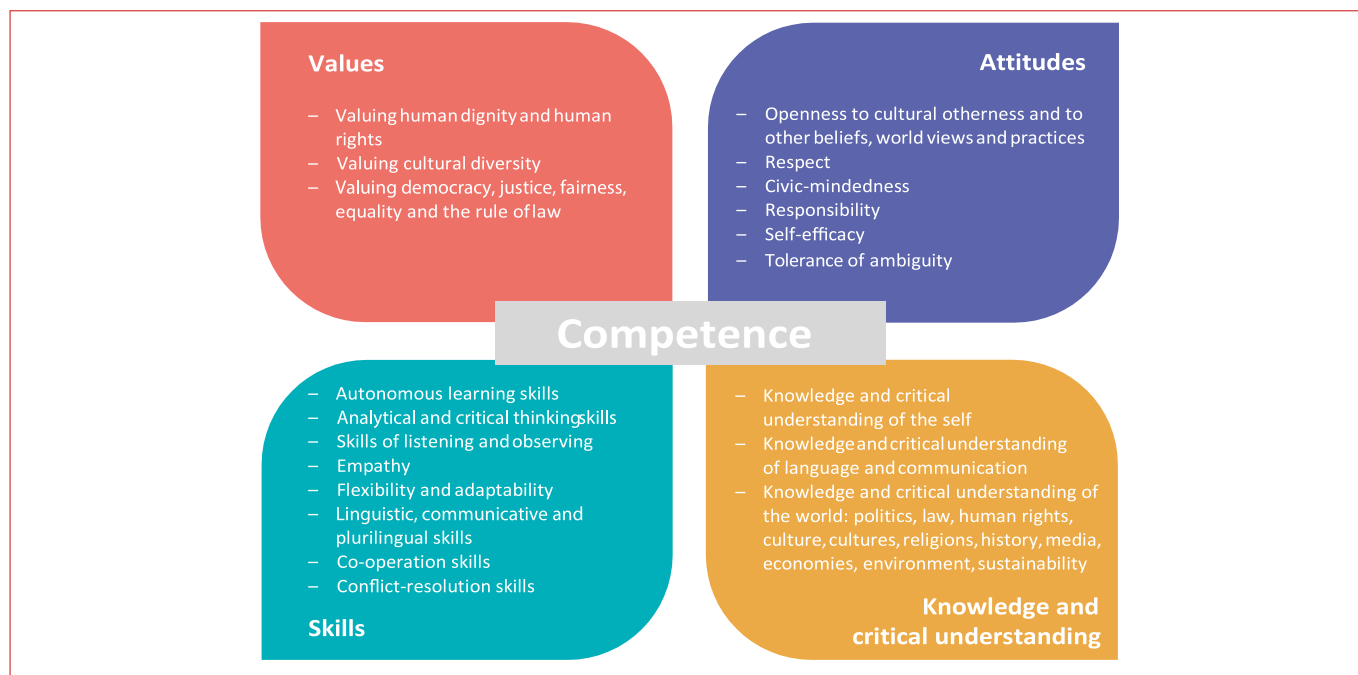 Values
– Valuing human dignity and human
rights
– Valuing cultural diversity
– Valuing democracy, justice, fairness,
equality and the rule of law
Attitudes
– Openness to cultural otherness and to
other beliefs, world views and practices
– Respect
– Civic-mindedness
– Responsibility
– Self-efficacy
– Tolerance of ambiguity
Competence
– Autonomous learning skills
– Analytical and critical thinking skills
– Skills of listening and observing
– Empathy
– Flexibility and adaptability
– Linguistic, communicative and
plurilingual skills
– Co-operation skills
– Conflict-resolution skills
Skills
– Knowledge and critical
understanding of the self
– Knowledge and critical understanding
of language and communication
– Knowledge and critical understanding of
the world: politics, law, human rights,
culture, cultures, religions, history, media,
economies, environment, sustainability
Knowledge and
critical understanding